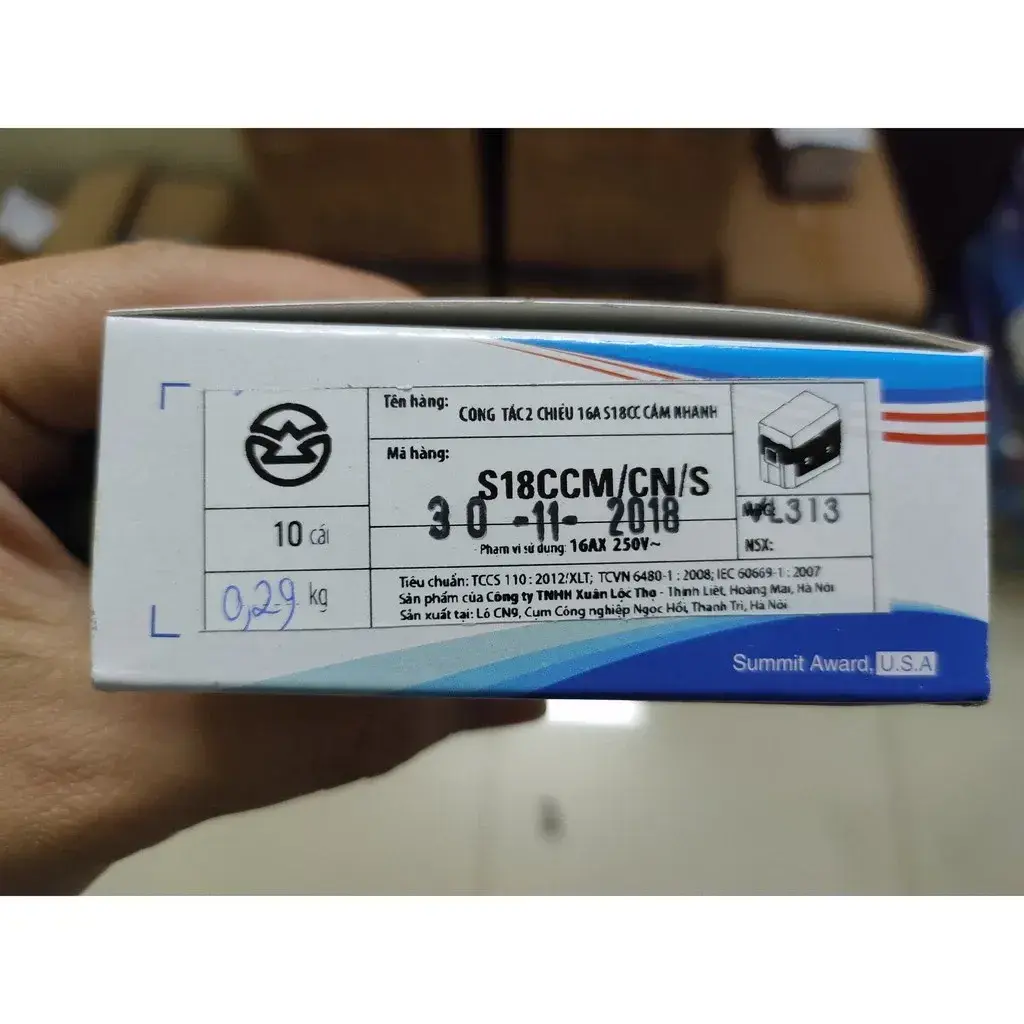 Tên hàng: CÔNG TẮC 2 CHIỀU 16A S18CC CẮM NHANH
Mã hàng:
S18CCM/CN/S
30 -11- 2018
Phạm vi sử dụng: 16AX 250V~
VL313
NSX:
10 cái
0,29 kg
Tiêu chuẩn: TCCS 110 : 2012/XLT; TCVN 6480-1 : 2008; IEC 60669-1 : 2007
Sản phẩm của Công ty TNHH Xuân Lộc Thọ - Thịnh Liệt, Hoàng Mai, Hà Nội
Sản xuất tại: Lô CN9, Cụm Công nghiệp Ngọc Hồi, Thanh Trì, Hà Nội
Summit Award, U.S.A